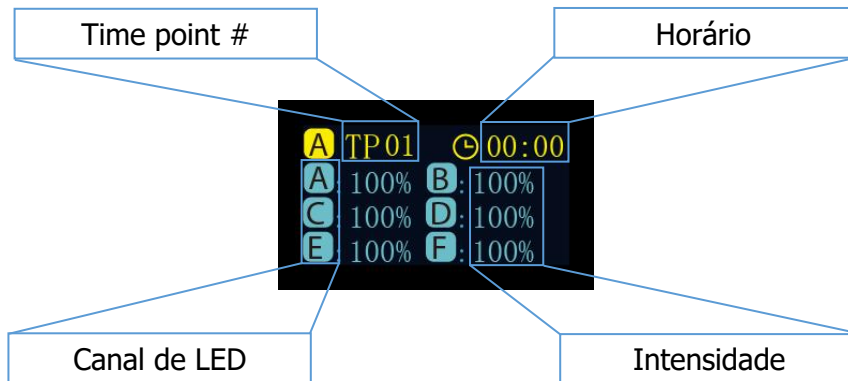 Time point #
Horário
A TP01 00:00
A: 100% B: 100%
C: 100% D: 100%
E: 100% F: 100%
Canal de LED
Intensidade